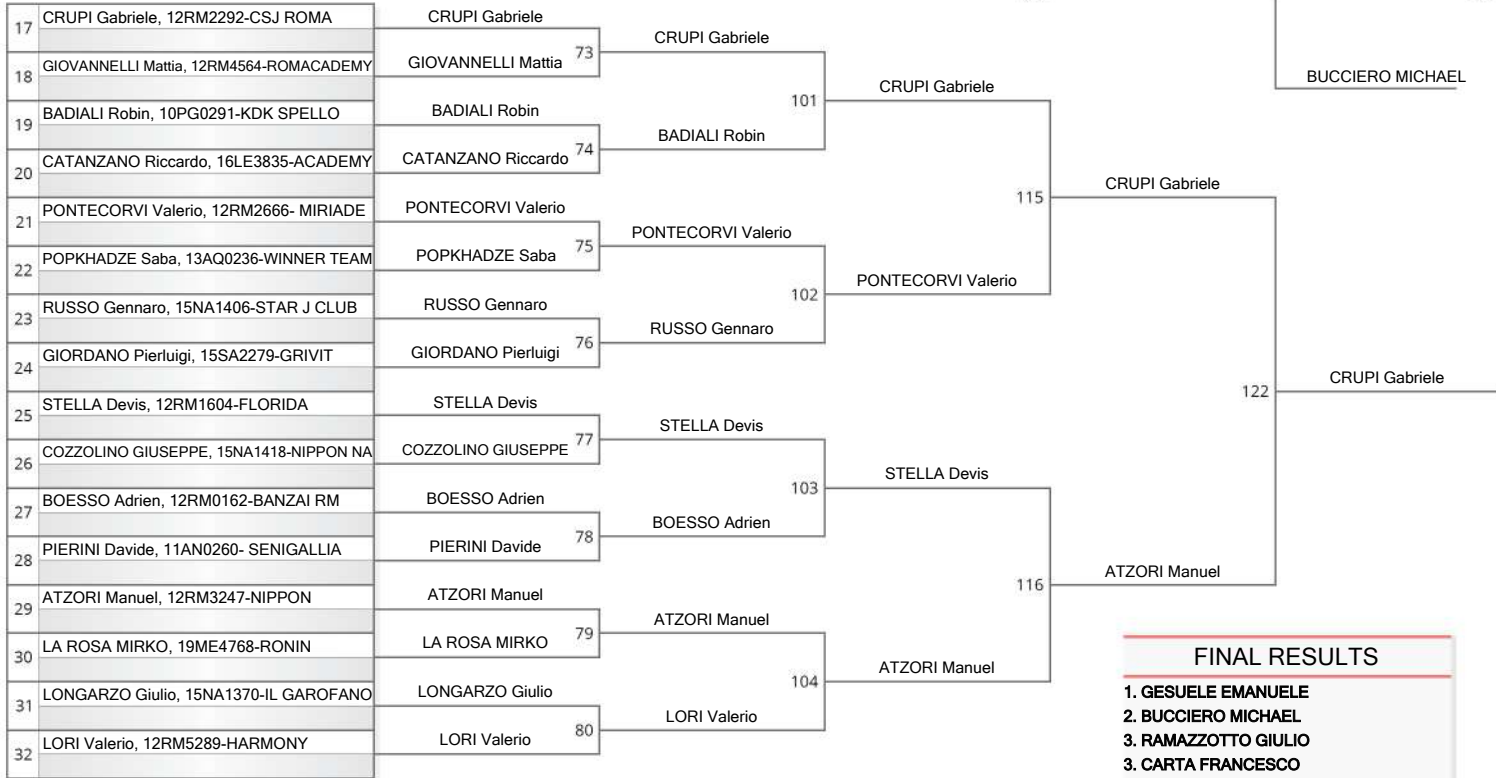 17 CRUPI Gabriele, 12RM2292-CSJ ROMA
18 GIOVANNELLI Mattia, 12RM4564-ROMACADEMY
19 BADIALI Robin, 10PG0291-KDK SPELLO
20 CATANZANO Riccardo, 16LE3835-ACADEMY
21 PONTECORVI Valerio, 12RM2666- MIRIADE
22 POPKHADZE Saba, 13AQ0236-WINNER TEAM
23 RUSSO Gennaro, 15NA1406-STAR J CLUB
24 GIORDANO Pierluigi, 15SA2279-GRIVIT
25 STELLA Devis, 12RM1604-FLORIDA
26 COZZOLINO GIUSEPPE, 15NA1418-NIPPON NA
27 BOESSO Adrien, 12RM0162-BANZAI RM
28 PIERINI Davide, 11AN0260- SENIGALLIA
29 ATZORI Manuel, 12RM3247-NIPPON
30 LA ROSA MIRKO, 19ME4768-RONIN
31 LONGARZO Giulio, 15NA1370-IL GAROFANO
32 LORI Valerio, 12RM5289-HARMONY
CRUPI Gabriele
73
GIOVANNELLI Mattia
BADIALI Robin
74
CATANZANO Riccardo
PONTECORVI Valerio
75
POPKHADZE Saba
RUSSO Gennaro
76
GIORDANO Pierluigi
STELLA Devis
77
COZZOLINO GIUSEPPE
BOESSO Adrien
78
PIERINI Davide
ATZORI Manuel
79
LA ROSA MIRKO
LONGARZO Giulio
80
LORI Valerio
CRUPI Gabriele
101
BADIALI Robin
PONTECORVI Valerio
102
RUSSO Gennaro
STELLA Devis
103
BOESSO Adrien
ATZORI Manuel
104
LORI Valerio
CRUPI Gabriele
115
PONTECORVI Valerio
STELLA Devis
116
ATZORI Manuel
CRUPI Gabriele
122
ATZORI Manuel
BUCCIERO MICHAEL
CRUPI Gabriele
FINAL RESULTS
1. GESUELE EMANUELE
2. BUCCIERO MICHAEL
3. RAMAZZOTTO GIULIO
3. CARTA FRANCESCO